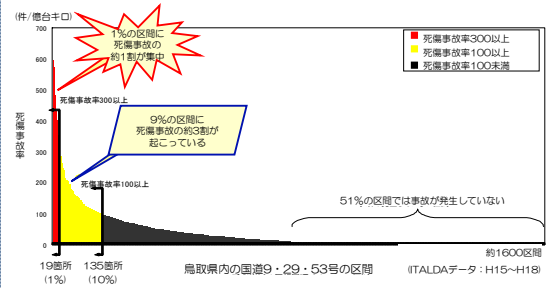 (件/億台キロ)
700
600
500
400
300
200
100
0
死傷事故率
1%の区間に
死傷事故の
約1割が集中
死傷事故率300以上
9%の区間に
死傷事故の約3割が
起こっている
死傷事故率100以上
死傷事故率300以上
死傷事故率100以上
死傷事故率100未満
51%の区間では事故が発生していない
約1600区間
19箇所
(1%)
135箇所
(10%)
鳥取県内の国道9・29・53号の区間
(ITALDAデータ：H15～H18)